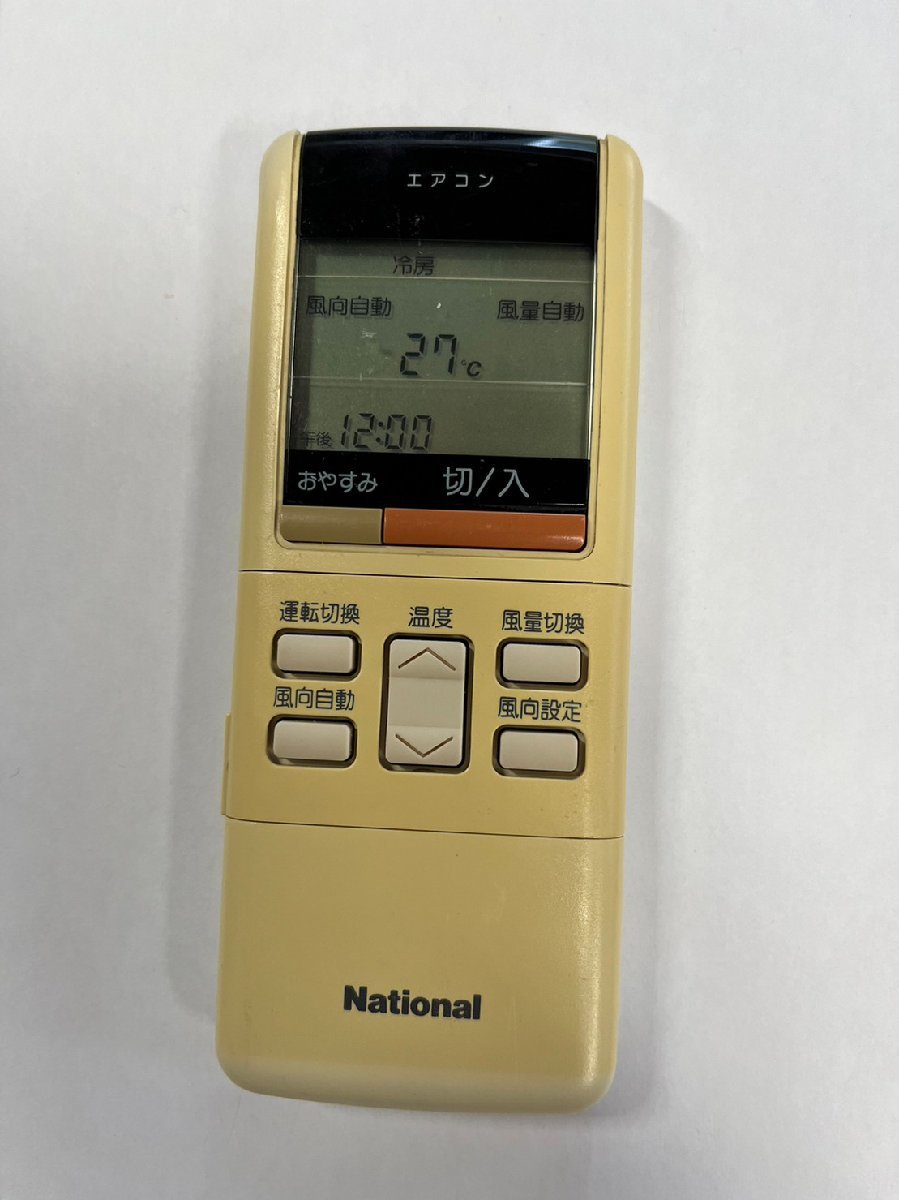 エアコン
冷房
風向自動 風量自動
27℃
午後 12:00
おやすみ 切/入
運転切換 温度 風量切換
風向自動 風向設定
National